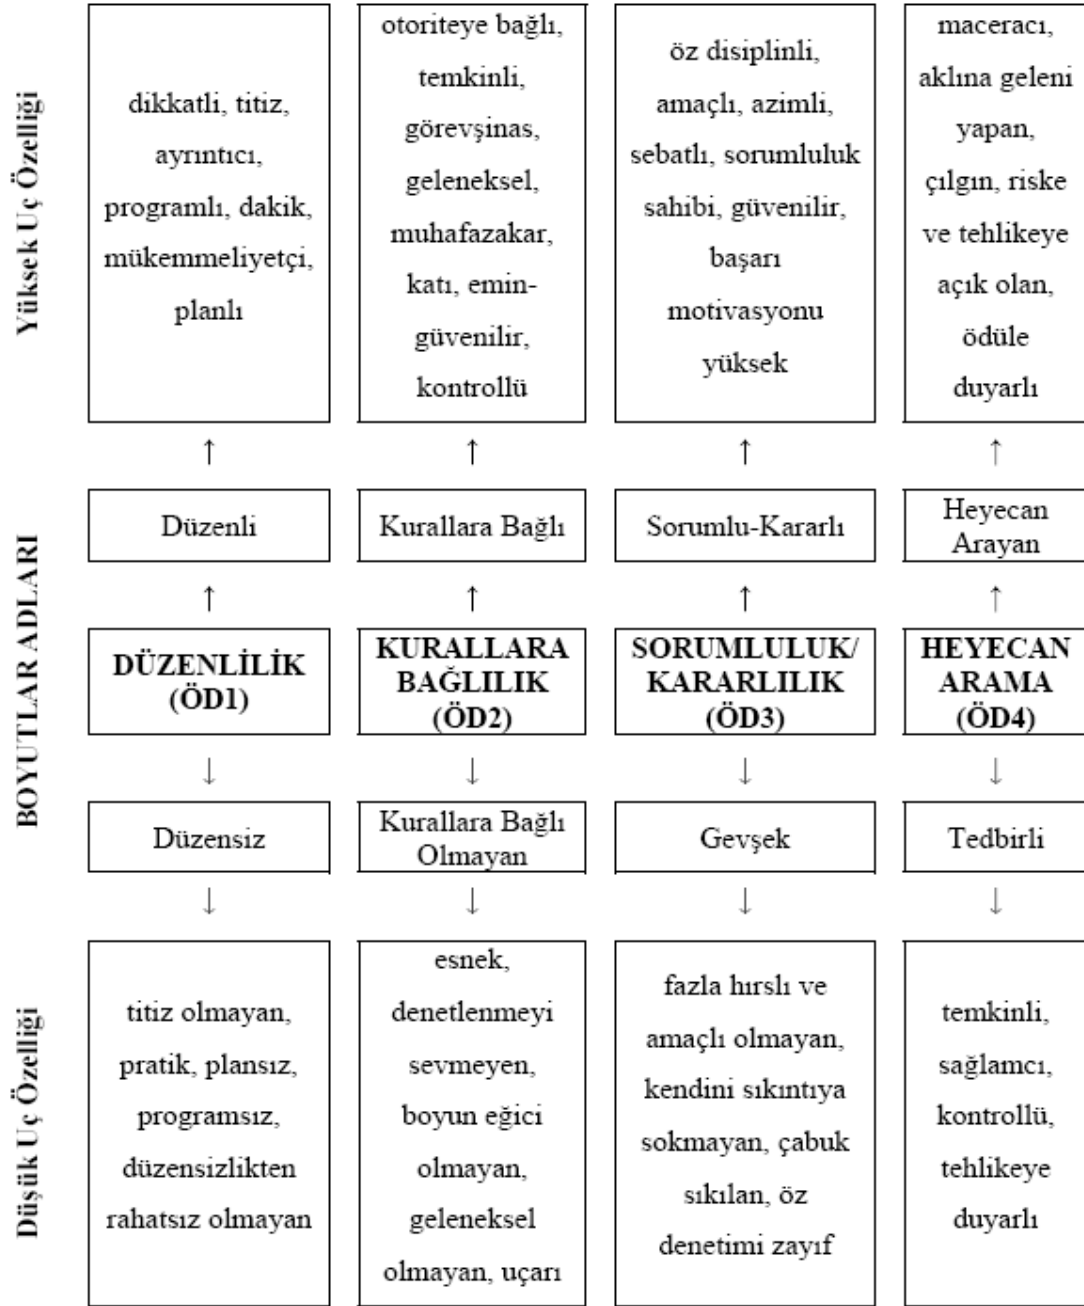 Yüksek Uç Özelliği
dikkatli, titiz,
ayrıntıcı,
programlı, dakik,
mükemmeliyetçi,
planlı
otoriteye bağlı,
temkinli,
görevşinas,
geleneksel,
muhafazakar,
katı, emin-
güvenilir,
kontrollü
öz disiplinli,
amaçlı, azimli,
sebatlı, sorumluluk
sahibi, güvenilir,
başarı
motivasyonu
yüksek
maceracı,
aklına geleni
yapan,
çılgın, riske
ve tehlikeye
açık olan,
ödüle
duyarlı
↑ ↑ ↑ ↑
BOYUTLAR ADLARI
Düzenli
Kurallara Bağlı
Sorumlu-Kararlı
Heyecan
Arayan
↑ ↑ ↑ ↑
DÜZENLİLİK
(ÖD1)
KURALLARA
BAĞLILIK
(ÖD2)
SORUMLULUK/
KARARLILIK
(ÖD3)
HEYECAN
ARAMA
(ÖD4)
↓ ↓ ↓ ↓
Düzensiz
Kurallara Bağlı
Olmayan
Gevşek
Tedbirli
↓ ↓ ↓ ↓
Düşük Uç Özelliği
titiz olmayan,
pratik, plansız,
programsız,
düzensizlikten
rahatsız olmayan
esnek,
denetlenmeyi
sevmeyen,
boyun eğici
olmayan,
geleneksel
olmayan, uçarı
fazla hırslı ve
amaçlı olmayan,
kendini sıkıntıya
sokmayan, çabuk
sıkılan, öz
denetimi zayıf
temkinli,
sağlamcı,
kontrollü,
tehlikeye
duyarlı